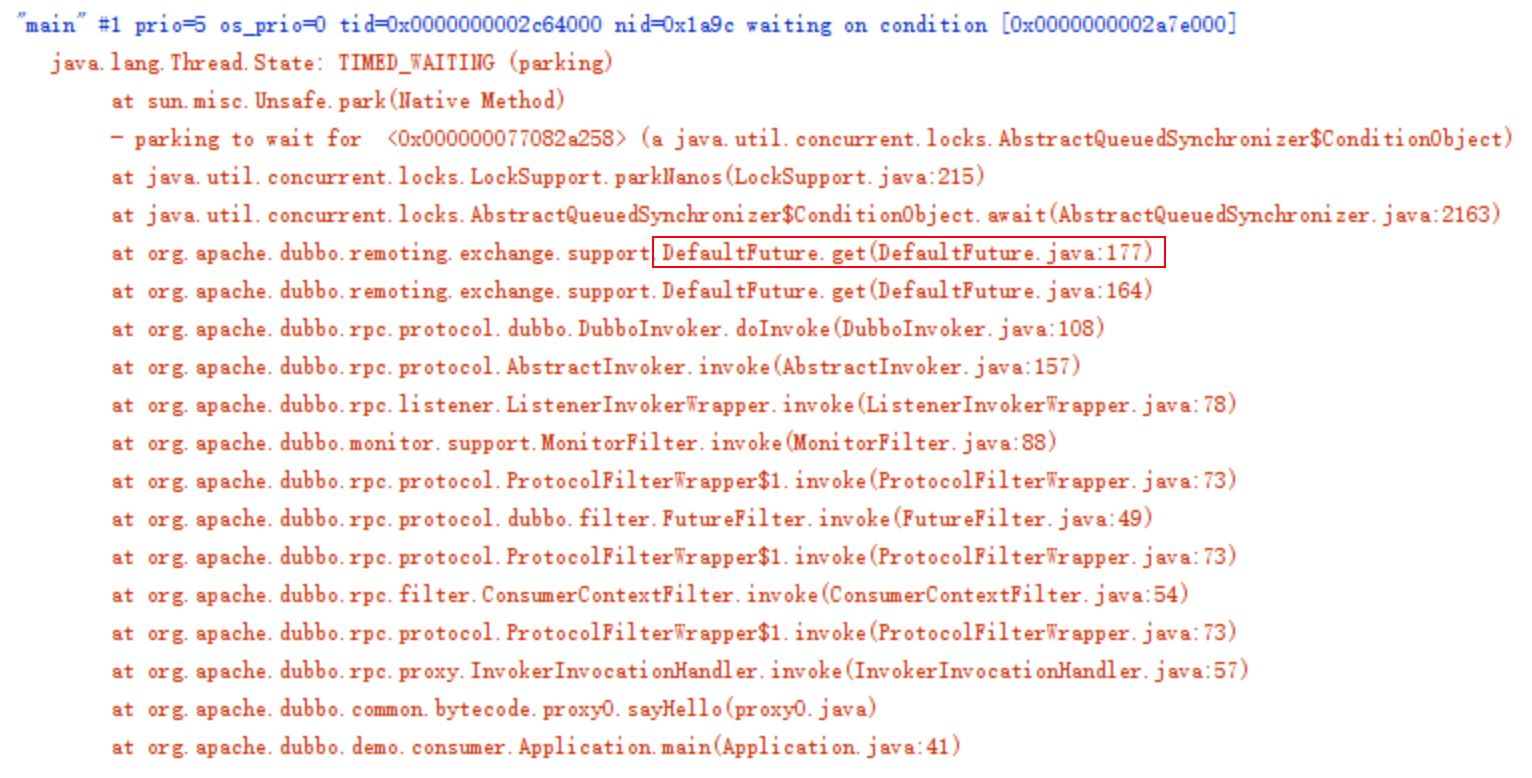 "main" #1 prio=5 os_prio=0 tid=0x0000000002c64000 nid=0x1a9c waiting on condition [0x0000000002a7e000]
java.lang.Thread.State: TIMED_WAITING (parking)
at sun.misc.Unsafe.park(Native Method)
- parking to wait for <0x000000077082a258> (a java.util.concurrent.locks.AbstractQueuedSynchronizer$ConditionObject)
at java.util.concurrent.locks.LockSupport.parkNanos(LockSupport.java:215)
at java.util.concurrent.locks.AbstractQueuedSynchronizer$ConditionObject.await(AbstractQueuedSynchronizer.java:2163)
at org.apache.dubbo.remoting.exchange.support.DefaultFuture.get(DefaultFuture.java:177)
at org.apache.dubbo.remoting.exchange.support.DefaultFuture.get(DefaultFuture.java:164)
at org.apache.dubbo.rpc.protocol.dubbo.DubboInvoker.doInvoke(DubboInvoker.java:108)
at org.apache.dubbo.rpc.protocol.AbstractInvoker.invoke(AbstractInvoker.java:157)
at org.apache.dubbo.rpc.listener.ListenerInvokerWrapper.invoke(ListenerInvokerWrapper.java:78)
at org.apache.dubbo.monitor.support.MonitorFilter.invoke(MonitorFilter.java:88)
at org.apache.dubbo.rpc.protocol.ProtocolFilterWrapper$1.invoke(ProtocolFilterWrapper.java:73)
at org.apache.dubbo.rpc.protocol.dubbo.filter.FutureFilter.invoke(FutureFilter.java:49)
at org.apache.dubbo.rpc.protocol.ProtocolFilterWrapper$1.invoke(ProtocolFilterWrapper.java:73)
at org.apache.dubbo.rpc.filter.ConsumerContextFilter.invoke(ConsumerContextFilter.java:54)
at org.apache.dubbo.rpc.protocol.ProtocolFilterWrapper$1.invoke(ProtocolFilterWrapper.java:73)
at org.apache.dubbo.rpc.proxy.InvokerInvocationHandler.invoke(InvokerInvocationHandler.java:57)
at org.apache.dubbo.common.bytecode.proxy0.sayHello(proxy0.java)
at org.apache.dubbo.demo.consumer.Application.main(Application.java:41)